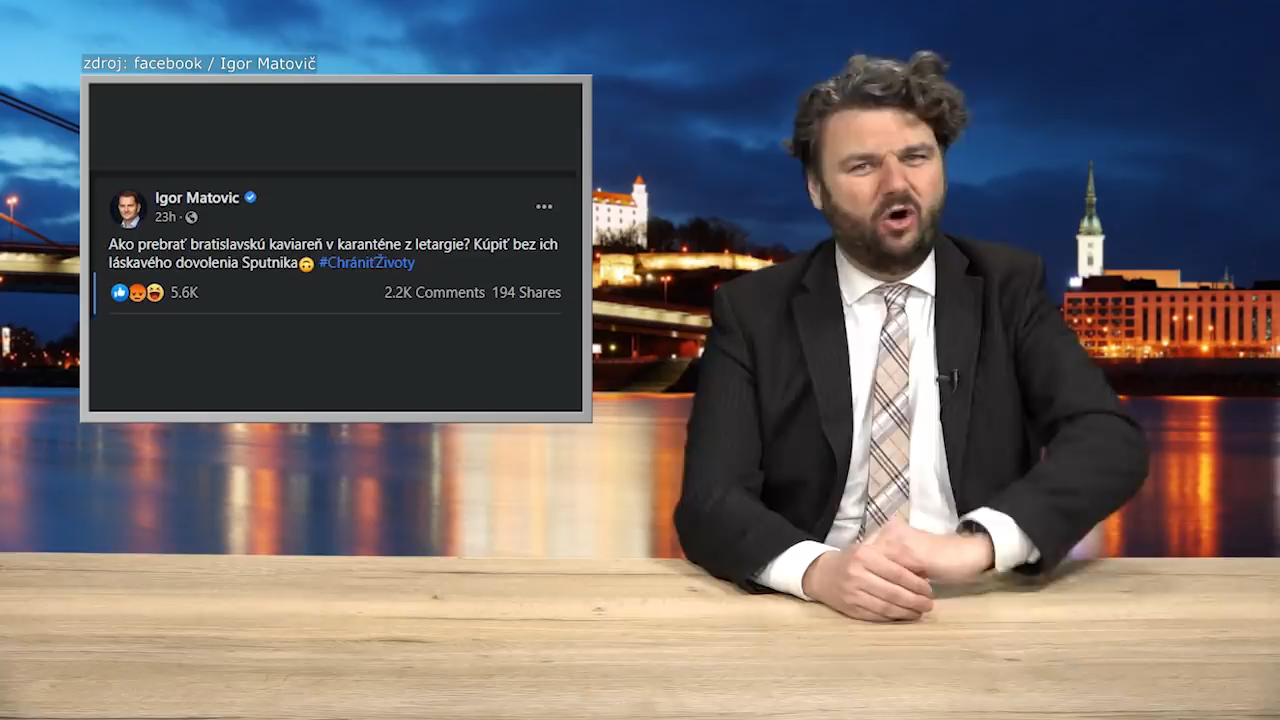 zdroj: facebook / Igor Matovič
Igor Matovic
23h ·
Ako prebrať bratislavskú kaviareň v karanténe z letargie? Kúpiť bez ich
láskavého dovolenia Sputnika🙃 #ChrániťŽivoty
5.6K 2.2K Comments 194 Shares